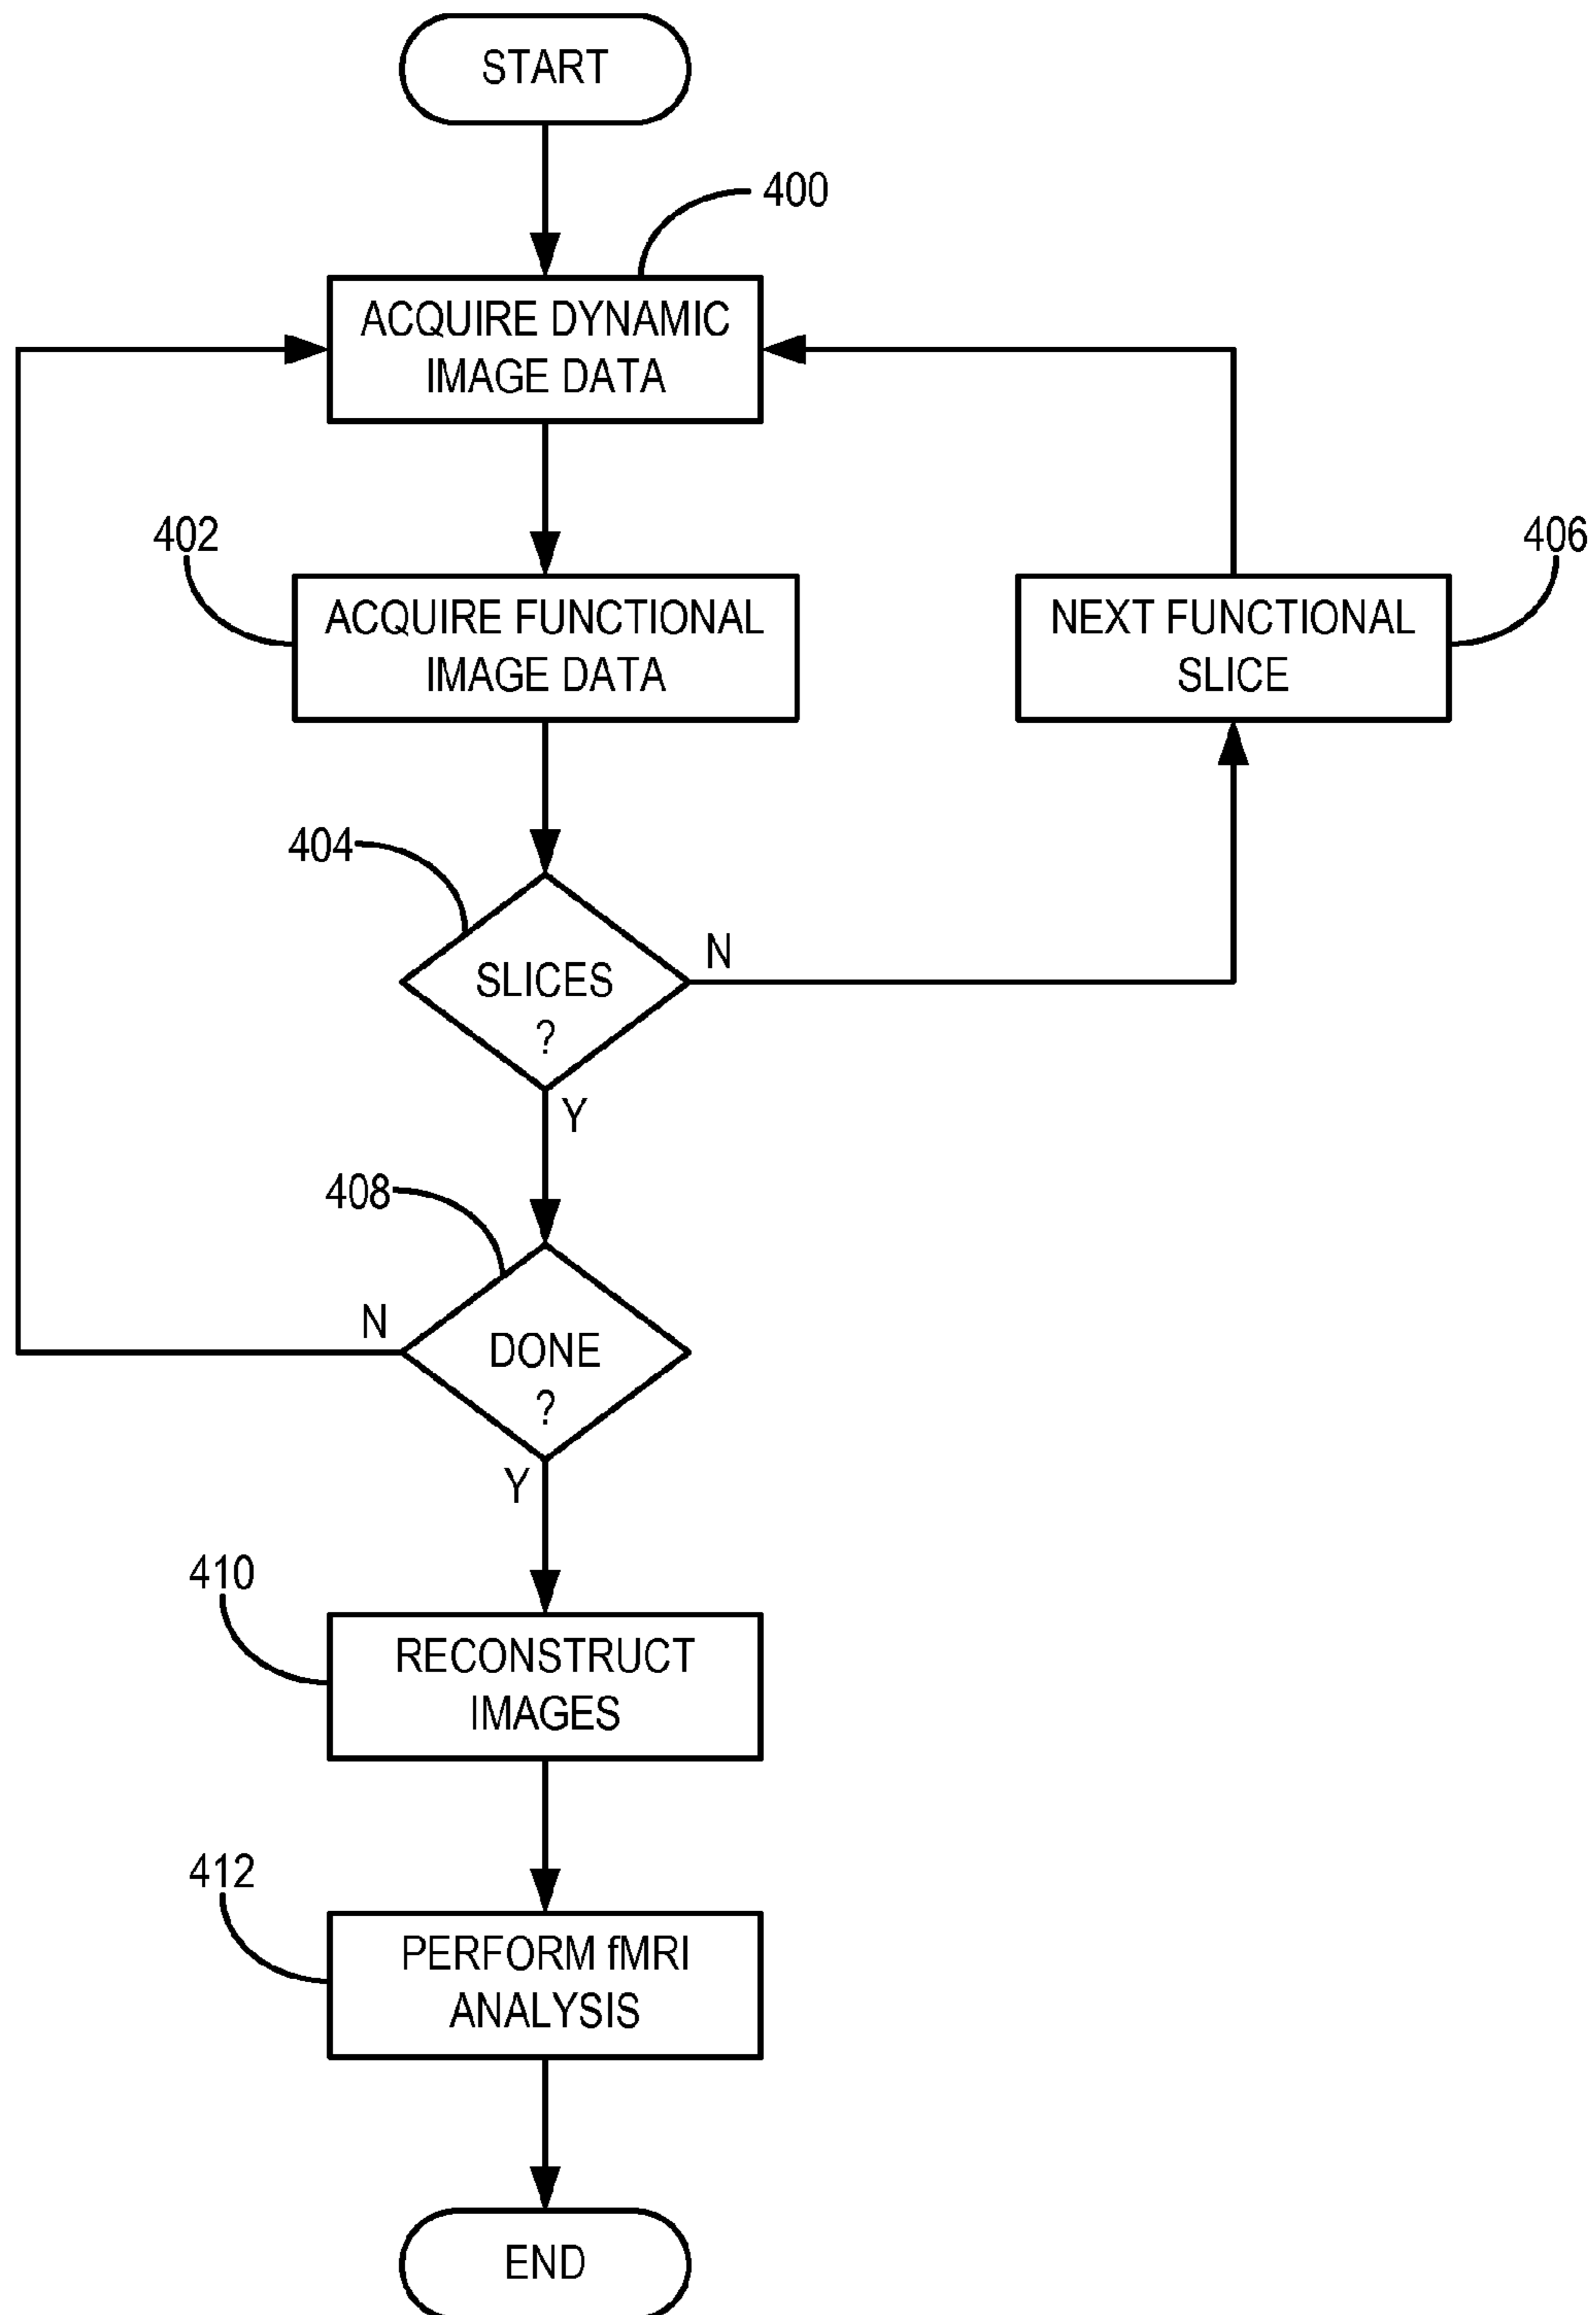 START
400
ACQUIRE DYNAMIC
IMAGE DATA
402
ACQUIRE FUNCTIONAL
IMAGE DATA
406
NEXT FUNCTIONAL
SLICE
404
SLICES
?
N
Y
408
DONE
?
N
Y
410
RECONSTRUCT
IMAGES
412
PERFORM fMRI
ANALYSIS
END